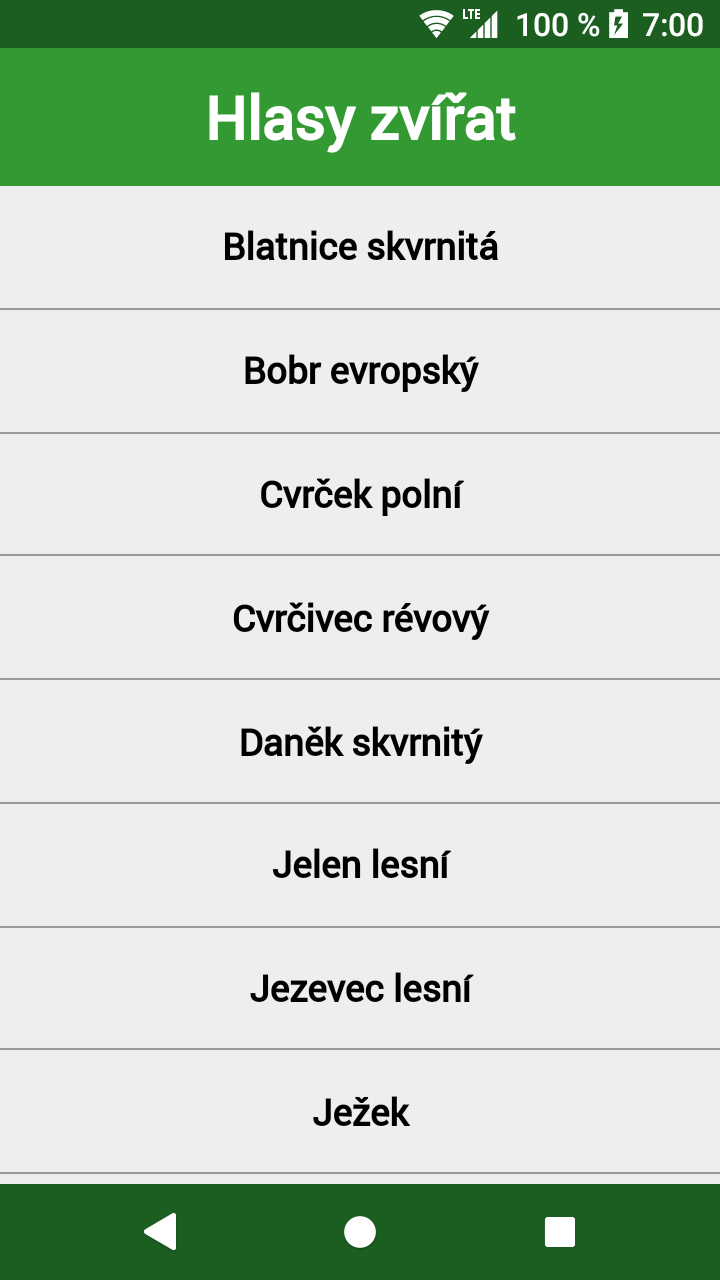 LTE 100 % 7:00
Hlasy zvířat
Blatnice skvrnitá
Bobr evropský
Cvrček polní
Cvrčivec révový
Daněk skvrnitý
Jelen lesní
Jezevec lesní
Ježek